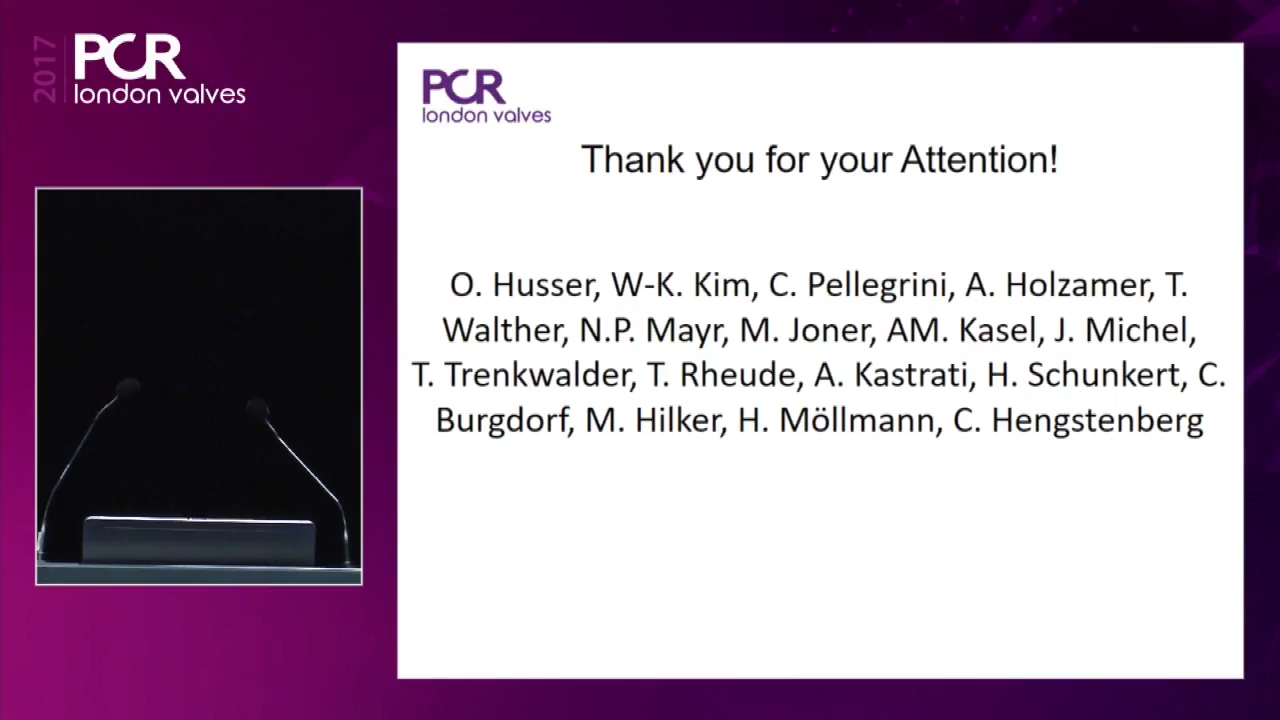 2017
PCR
london valves
PCR
london valves
Thank you for your Attention!
O. Husser, W-K. Kim, C. Pellegrini, A. Holzamer, T.
Walther, N.P. Mayr, M. Joner, AM. Kasel, J. Michel,
T. Trenkwalder, T. Rheude, A. Kastrati, H. Schunkert, C.
Burgdorf, M. Hilker, H. Möllmann, C. Hengstenberg